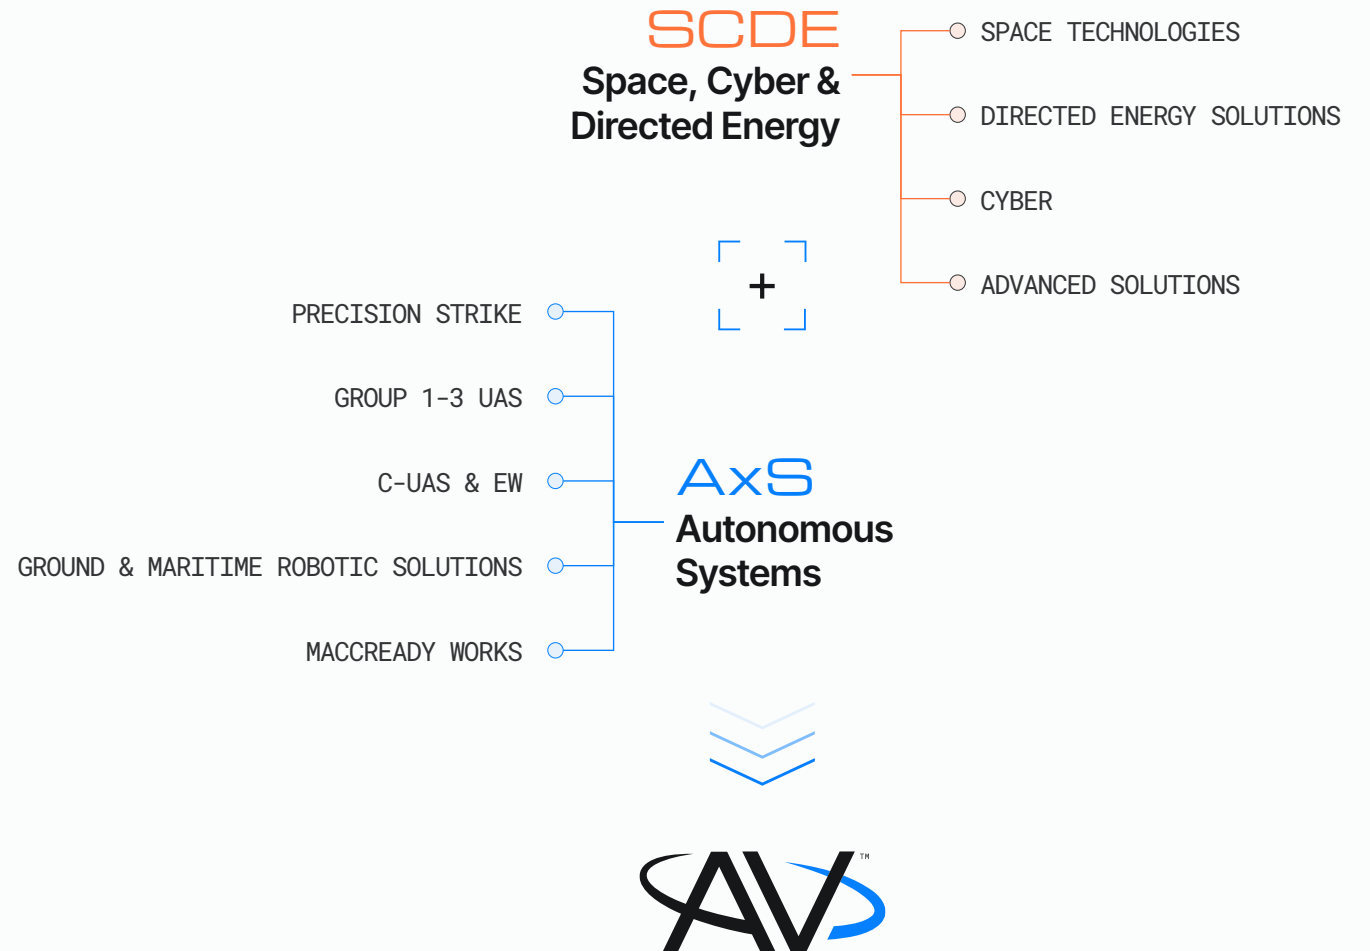 SCDE
Space, Cyber &
Directed Energy
SPACE TECHNOLOGIES
DIRECTED ENERGY SOLUTIONS
CYBER
ADVANCED SOLUTIONS
+
PRECISION STRIKE
GROUP 1-3 UAS
C-UAS & EW
GROUND & MARITIME ROBOTIC SOLUTIONS
MACCREADY WORKS
AxS
Autonomous
Systems
AV™